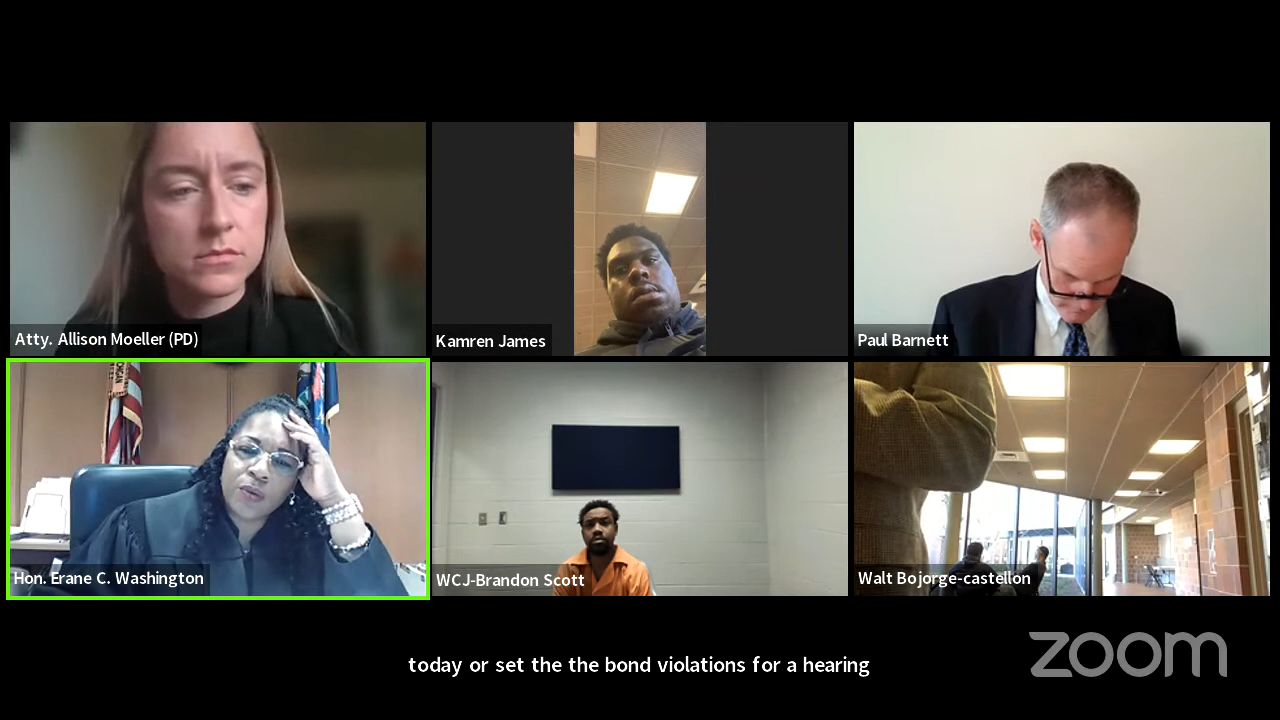 Atty. Allison Moeller (PD)
Kamren James
Paul Barnett
CHIGAN
Hon. Erane C. Washington
WCJ-Brandon Scott
Walt Bojorge-castellon
today or set the the bond violations for a hearing
zoom